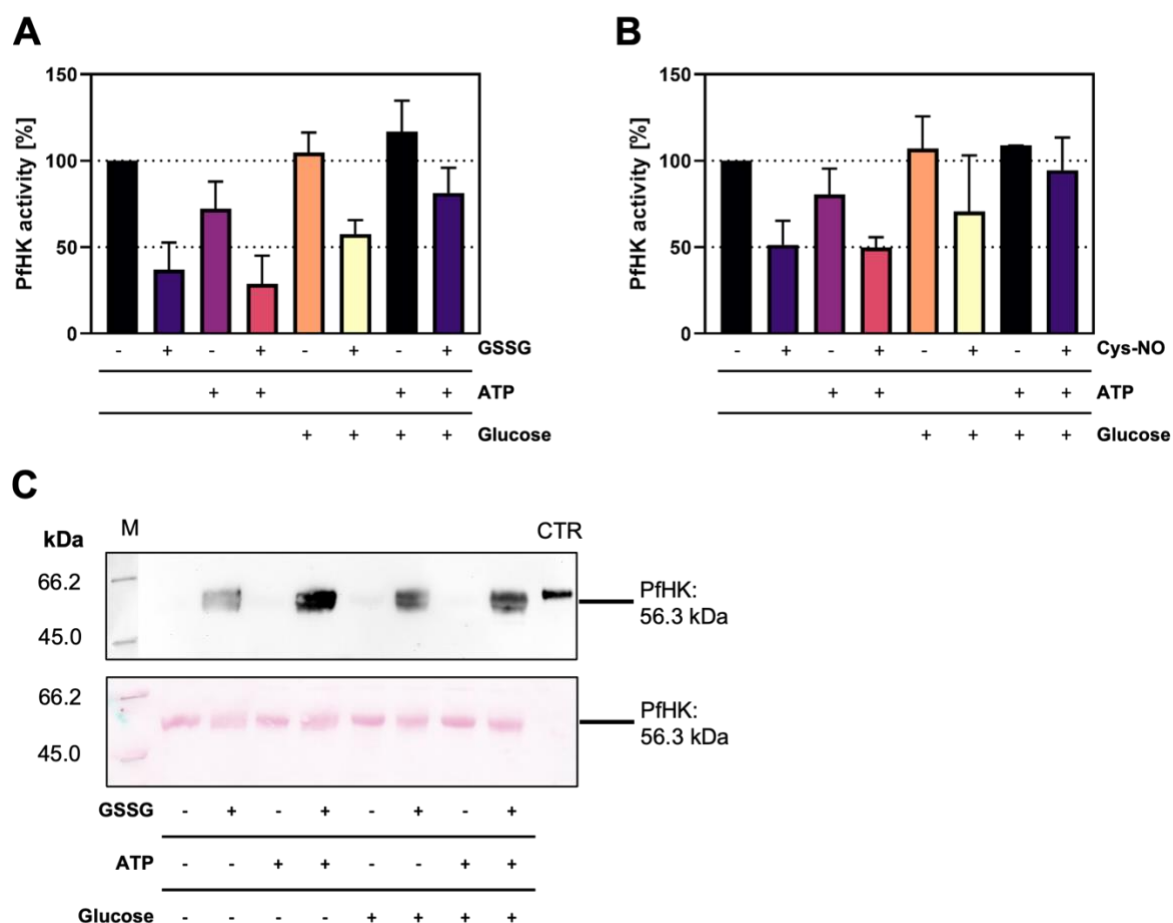 A
B
150
100
50
0
PfHK activity [%]
- + - + - + - + GSSG
+ + + + ATP
+ + + + Glucose
150
100
50
0
PfHK activity [%]
- + - + - + - + Cys-NO
+ + + + ATP
+ + + + Glucose
C
kDa M CTR
66.2
45.0
PfHK:
56.3 kDa
66.2
45.0
PfHK:
56.3 kDa
GSSG - + - + - + - +
ATP - - + + - - + +
Glucose - - - - + + + +